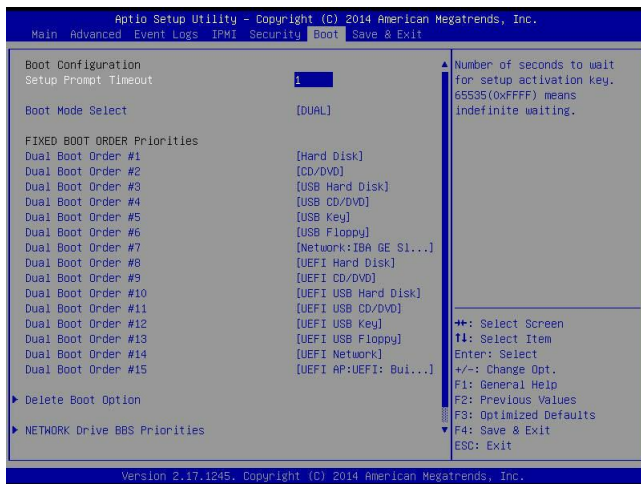 Aptio Setup Utility – Copyright (C) 2014 American Megatrends, Inc.
Main Advanced Event Logs IPMI Security Boot Save & Exit
Boot Configuration
Setup Prompt Timeout 1
Boot Mode Select [DUAL]
FIXED BOOT ORDER Priorities
Dual Boot Order #1 [Hard Disk]
Dual Boot Order #2 [CD/DVD]
Dual Boot Order #3 [USB Hard Disk]
Dual Boot Order #4 [USB CD/DVD]
Dual Boot Order #5 [USB Key]
Dual Boot Order #6 [USB Floppy]
Dual Boot Order #7 [Network:IBA GE Sl...]
Dual Boot Order #8 [UEFI Hard Disk]
Dual Boot Order #9 [UEFI CD/DVD]
Dual Boot Order #10 [UEFI USB Hard Disk]
Dual Boot Order #11 [UEFI USB CD/DVD]
Dual Boot Order #12 [UEFI USB Key]
Dual Boot Order #13 [UEFI USB Floppy]
Dual Boot Order #14 [UEFI Network]
Dual Boot Order #15 [UEFI AP:UEFI: Bui...]
Delete Boot Option
NETWORK Drive BBS Priorities
Number of seconds to wait
for setup activation key.
65535(0xFFFF) means
indefinite waiting.
→←: Select Screen
↑↓: Select Item
Enter: Select
+/-: Change Opt.
F1: General Help
F2: Previous Values
F3: Optimized Defaults
F4: Save & Exit
ESC: Exit
Version 2.17.1245. Copyright (C) 2014 American Megatrends, Inc.